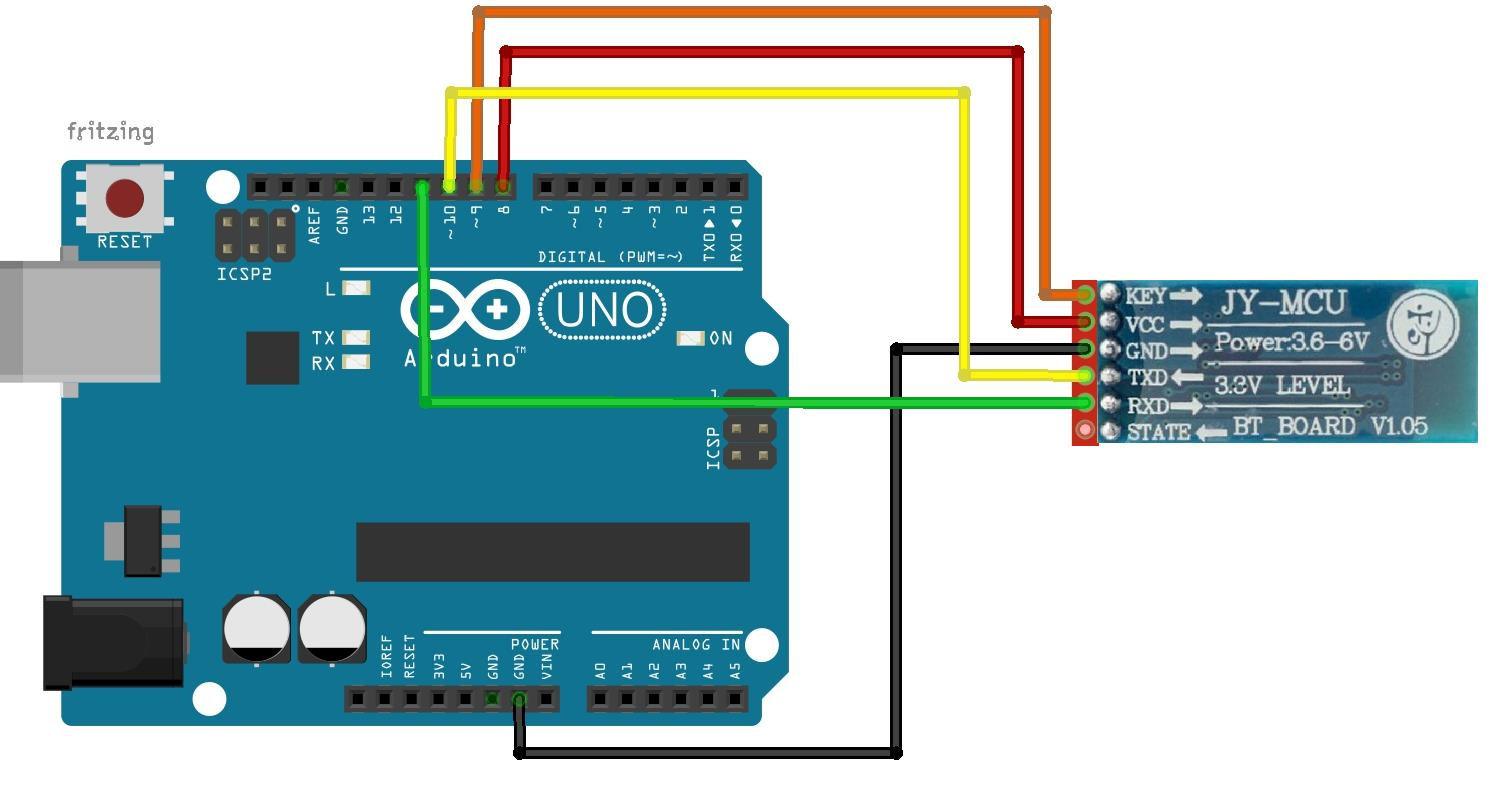 fritzing
RESET
ICSP2
AREF
GND
13
12
~10
~9
8
7
~6
~5
4
~3
2
TX0▶1
RX0◀0
DIGITAL (PWM=~)
L
TX
RX
UNO
ON
Arduino™
1
ICSP
POWER
ANALOG IN
IOREF
RESET
3V3
5V
GND
GND
VIN
A0
A1
A2
A3
A4
A5
KEY
VCC
GND
TXD
RXD
STATE
JY-MCU
Power:3.6-6V
3.3V LEVEL
BT_BOARD V1.05